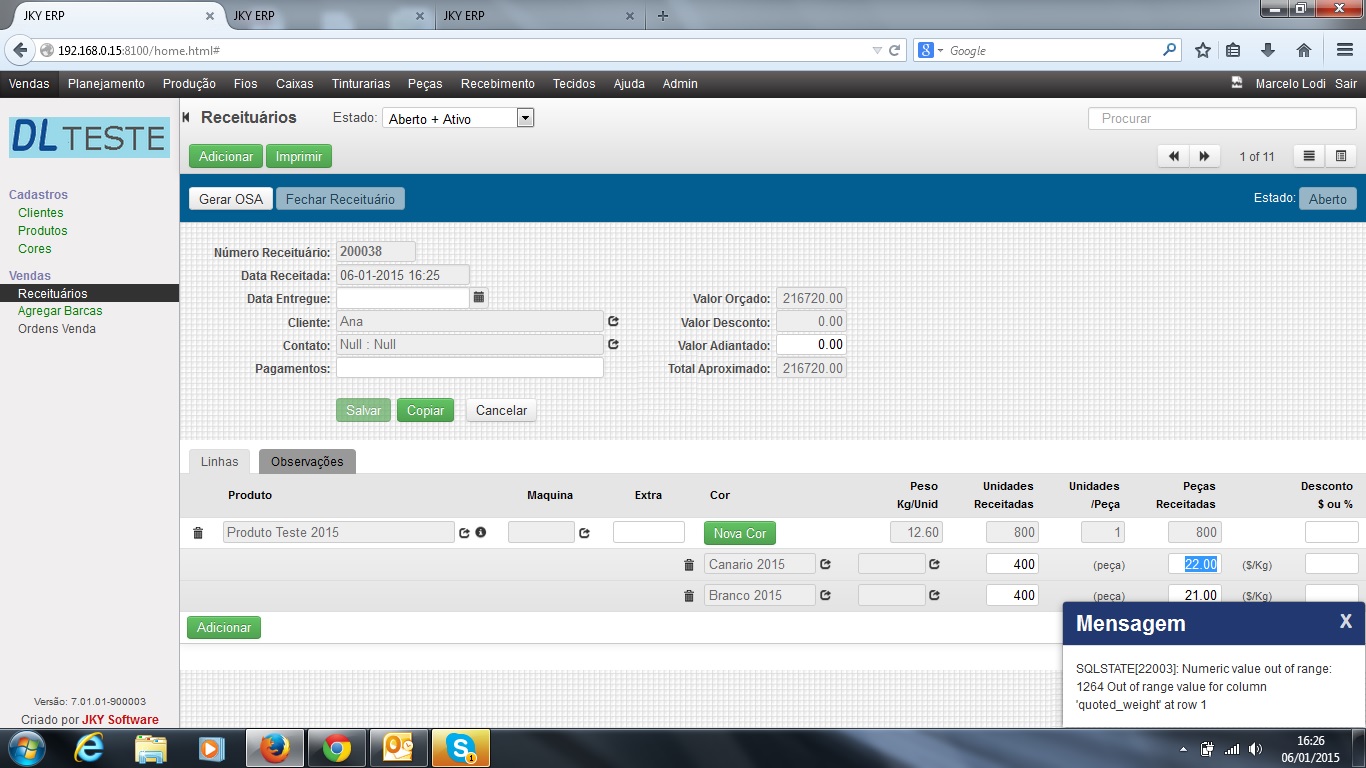 JKY ERP
JKY ERP
JKY ERP
192.168.0.15:8100/home.html#
Google
Vendas Planejamento Produção Fios Caixas Tinturarias Peças Recebimento Tecidos Ajuda Admin
Marcelo Lodi Sair
DL TESTE
Cadastros
Clientes
Produtos
Cores
Vendas
Receituários
Agregar Barcas
Ordens Venda
Versão: 7.01.01-900003
Criado por JKY Software
Receituários
Estado: Aberto + Ativo
Procurar
Adicionar Imprimir
1 of 11
Gerar OSA Fechar Receituário
Estado: Aberto
Número Receituário: 200038
Data Receitada: 06-01-2015 16:25
Data Entregue:
Cliente: Ana
Contato: Null : Null
Pagamentos:
Valor Orçado: 216720.00
Valor Desconto: 0.00
Valor Adiantado: 0.00
Total Aproximado: 216720.00
Salvar Copiar Cancelar
Linhas Observações
Produto Maquina Extra Cor
Peso Kg/Unid
Unidades Receitadas
Unidades /Peça
Peças Receitadas
Desconto $ ou %
Produto Teste 2015 Nova Cor 12.60 800 1 800
Canario 2015 400 (peça) 22.00 ($/Kg)
Branco 2015 400 (peça) 21.00 ($/Kg)
Adicionar
Mensagem X
SQLSTATE[22003]: Numeric value out of range:
1264 Out of range value for column
'quoted_weight' at row 1
1
16:26
06/01/2015